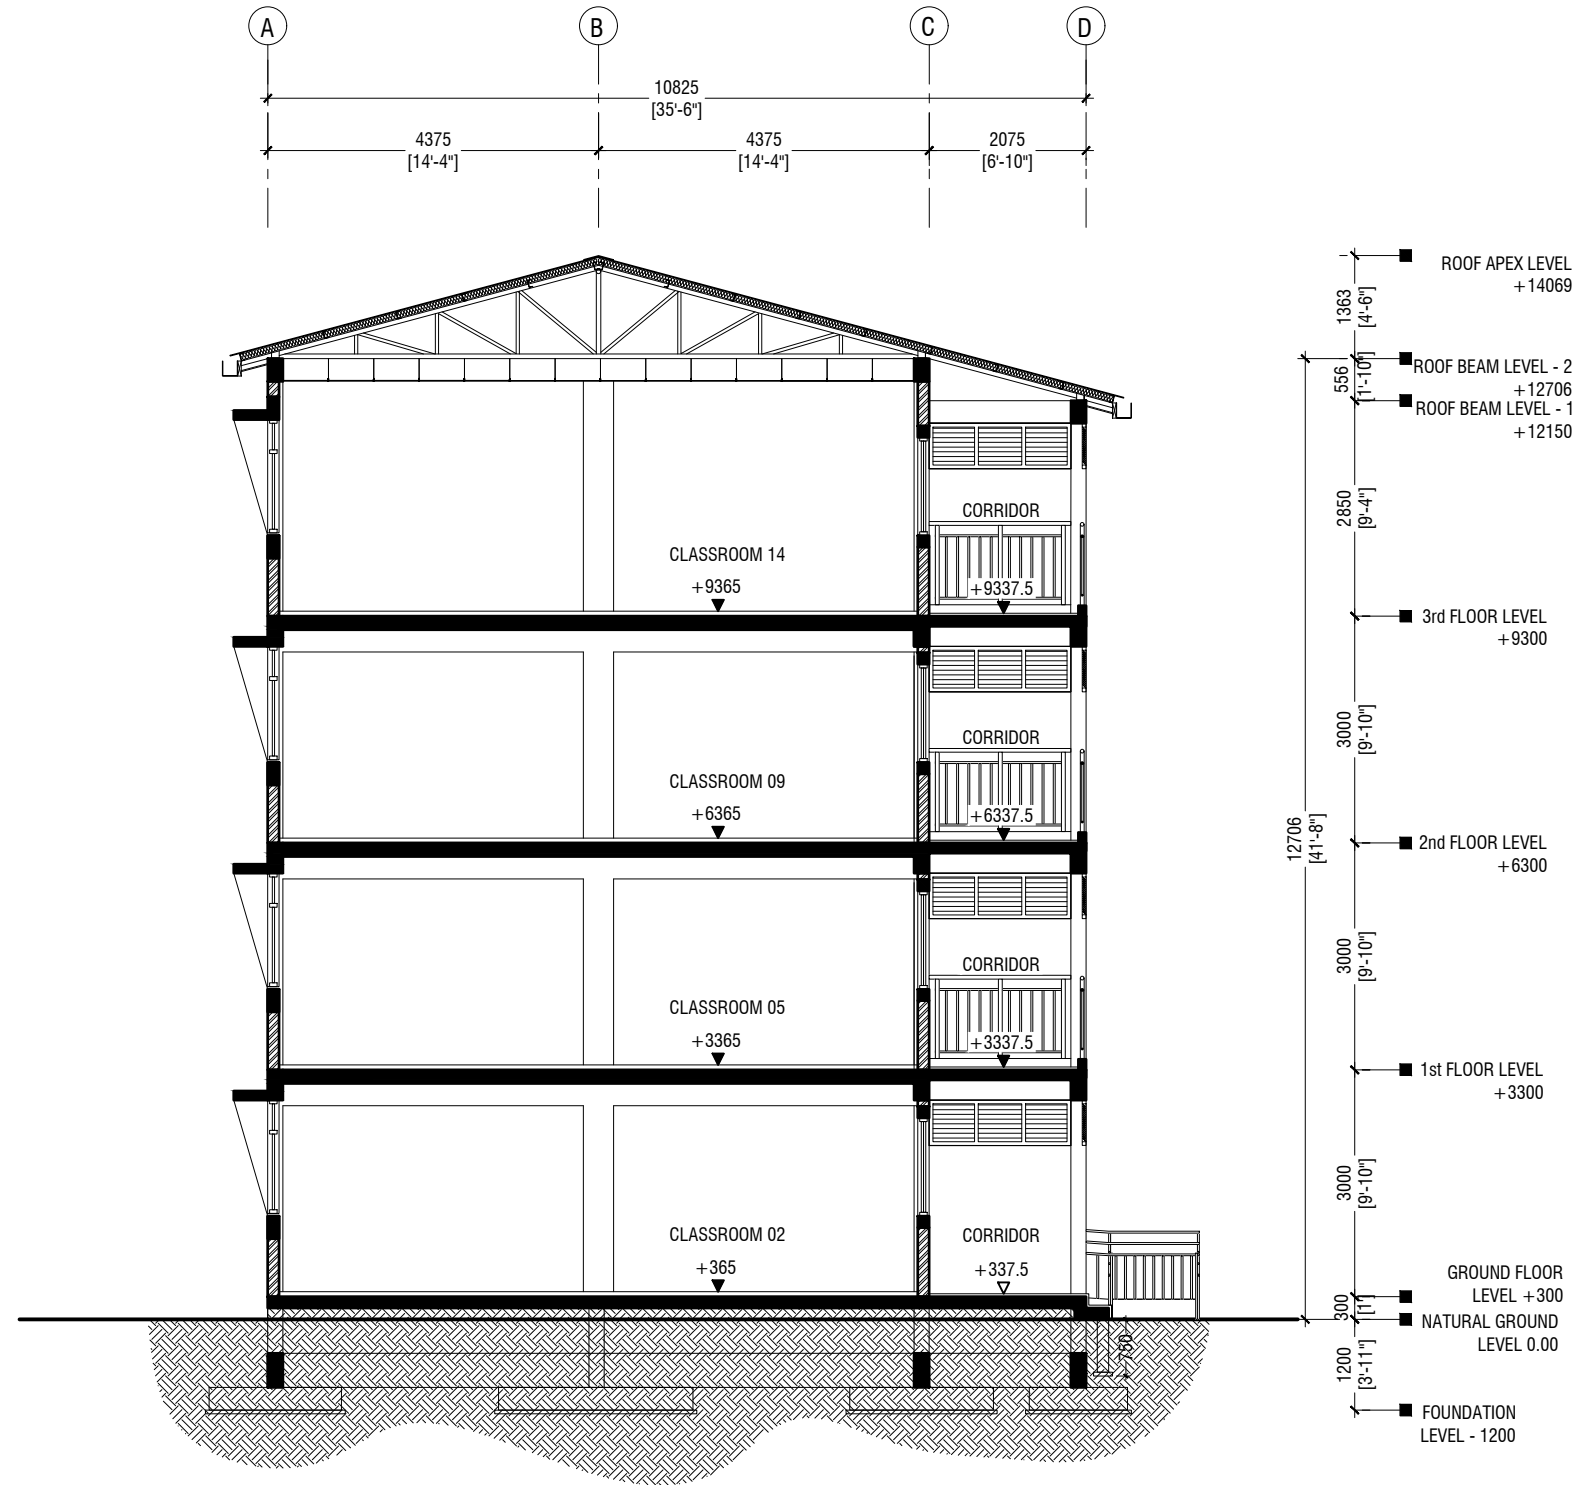 A
B
C
D
10825
[35'-6"]
4375
[14'-4"]
4375
[14'-4"]
2075
[6'-10"]
ROOF APEX LEVEL
+14069
1363
[4'-6"]
ROOF BEAM LEVEL - 2
+12706
556
[1'-10"]
ROOF BEAM LEVEL - 1
+12150
2850
[9'-4"]
CORRIDOR
CLASSROOM 14
+9365
+9337.5
3rd FLOOR LEVEL
+9300
3000
[9'-10"]
CORRIDOR
CLASSROOM 09
+6365
+6337.5
12706
[41'-8"]
2nd FLOOR LEVEL
+6300
3000
[9'-10"]
CORRIDOR
CLASSROOM 05
+3365
+3337.5
1st FLOOR LEVEL
+3300
3000
[9'-10"]
CLASSROOM 02
CORRIDOR
+365
+337.5
GROUND FLOOR
LEVEL +300
300
[1']
NATURAL GROUND
LEVEL 0.00
750
1200
[3'-11"]
FOUNDATION
LEVEL - 1200